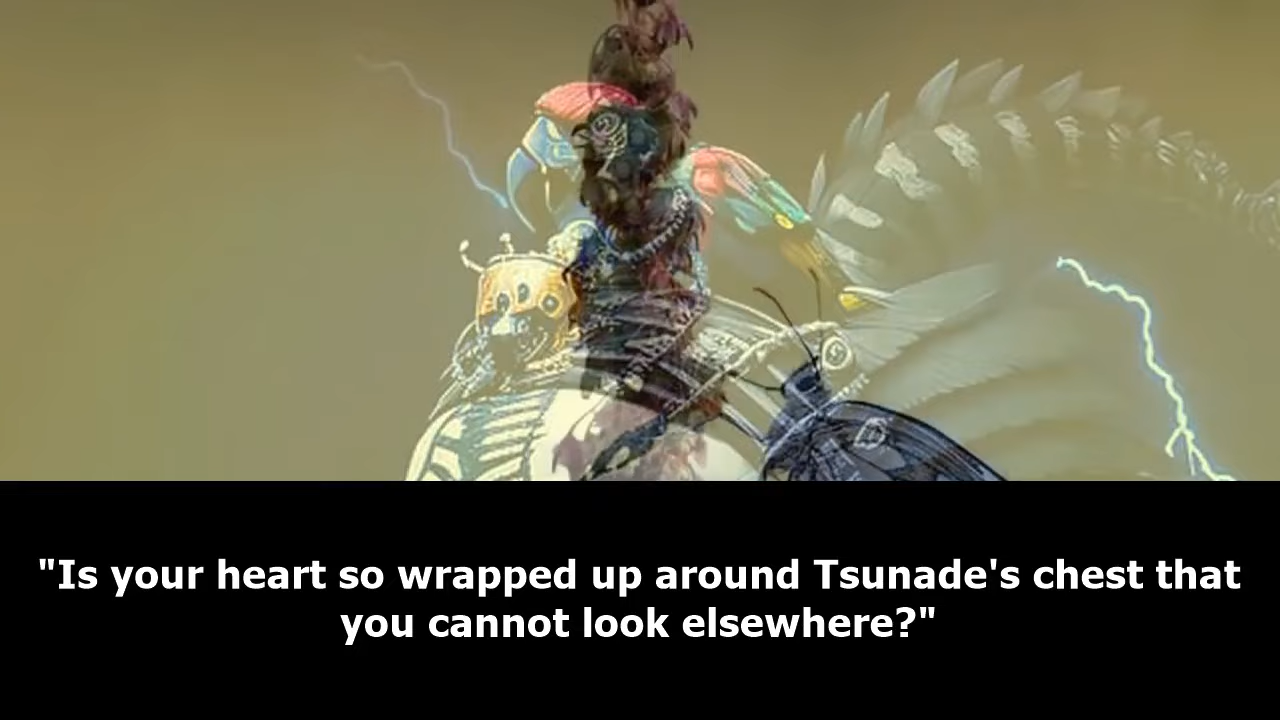 "Is your heart so wrapped up around Tsunade's chest that
you cannot look elsewhere?"